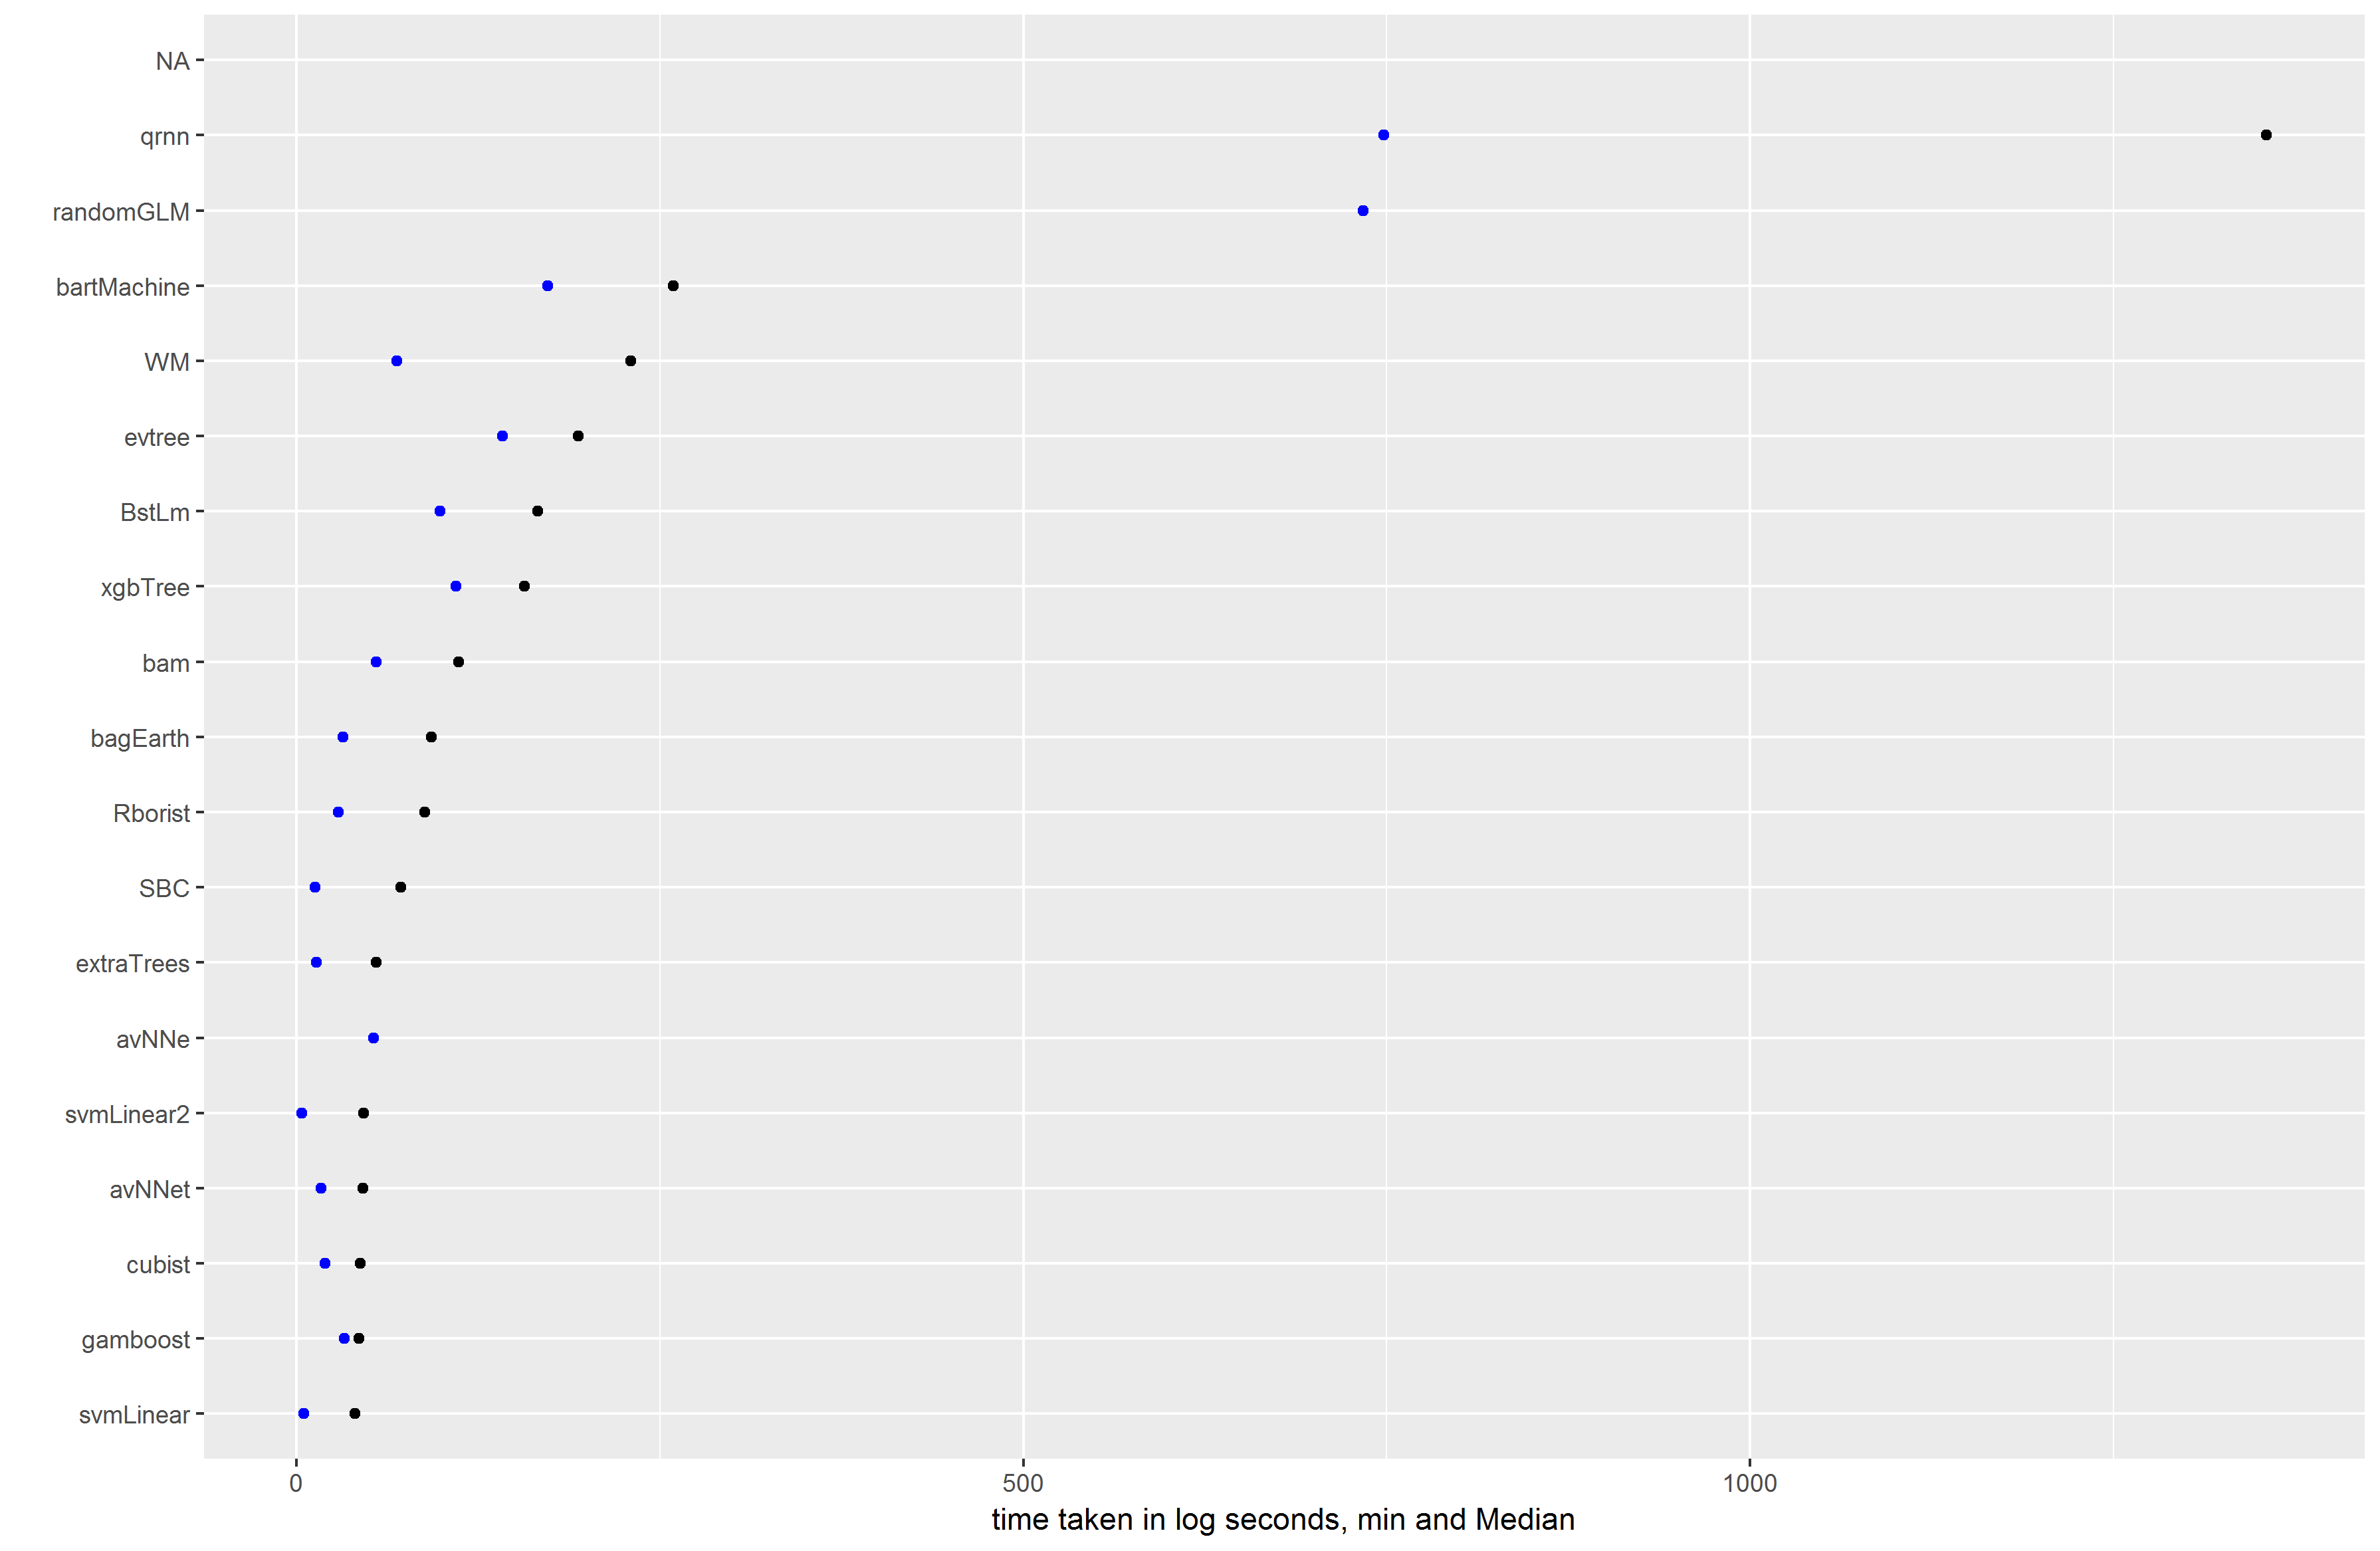 NA
qrnn
randomGLM
bartMachine
WM
evtree
BstLm
xgbTree
bam
bagEarth
Rborist
SBC
extraTrees
avNNe
svmLinear2
avNNet
cubist
gamboost
svmLinear
0 500 1000
time taken in log seconds, min and Median